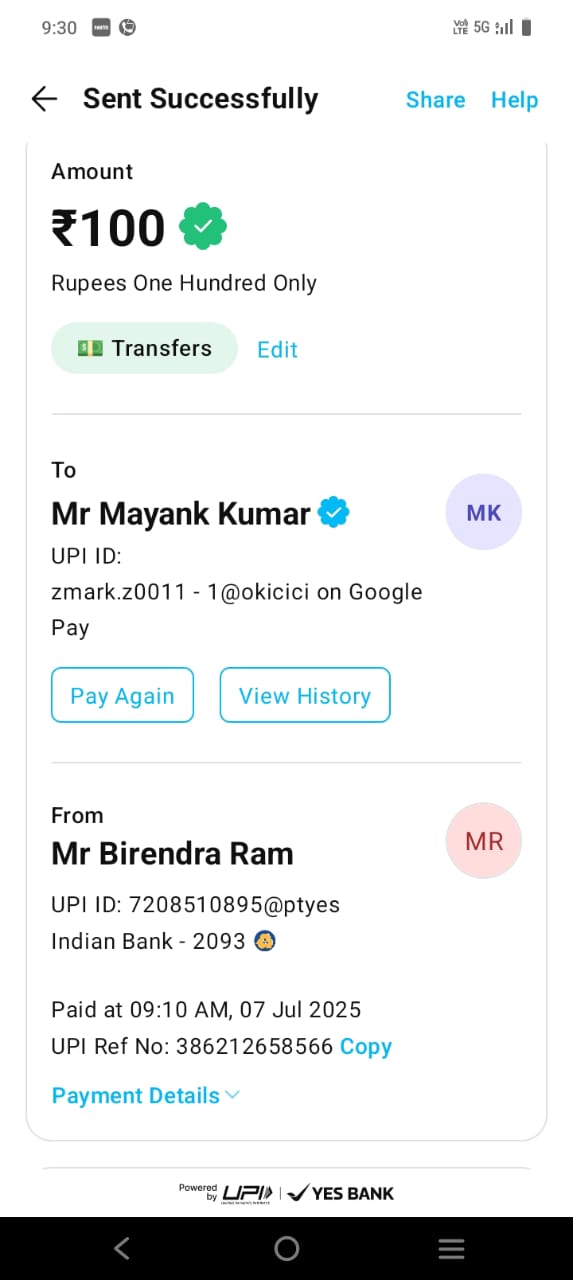 9:30
Vo) LTE 5G
Sent Successfully Share Help
Amount
₹100
Rupees One Hundred Only
Transfers Edit
To
Mr Mayank Kumar MK
UPI ID:
zmark.z0011 - 1@okicici on Google
Pay
Pay Again View History
From
Mr Birendra Ram MR
UPI ID: 7208510895@ptyes
Indian Bank - 2093
Paid at 09:10 AM, 07 Jul 2025
UPI Ref No: 386212658566 Copy
Payment Details
Powered by UPI | YES BANK